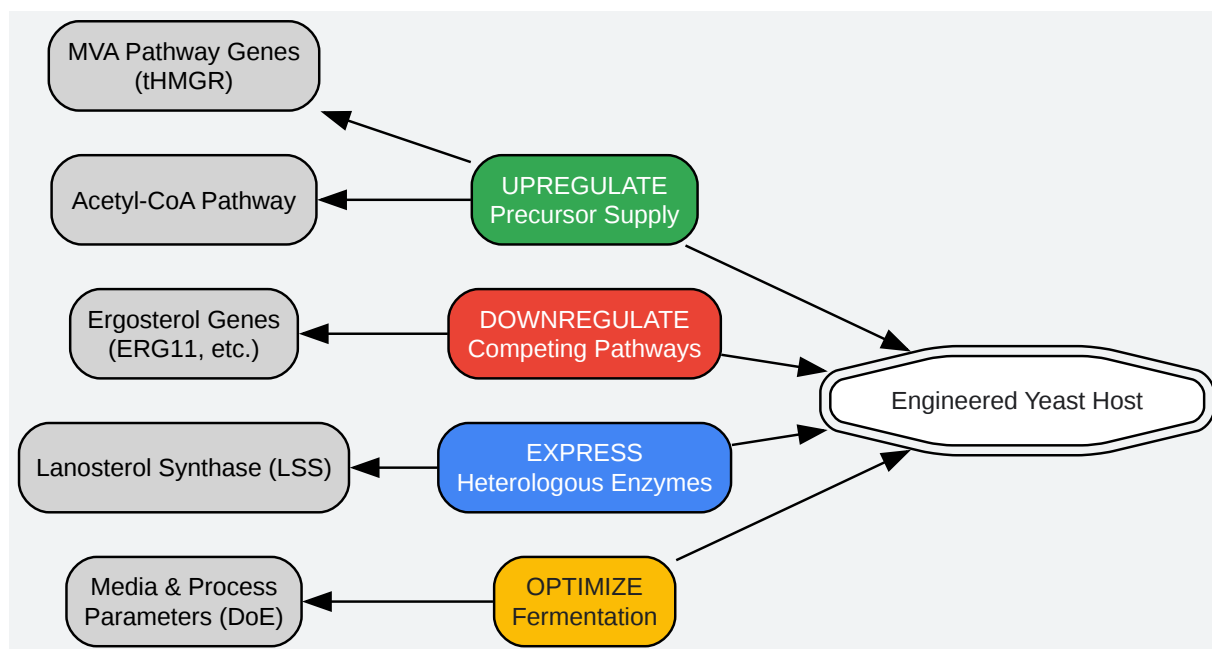 MVA Pathway Genes
(tHMGR)
Acetyl-CoA Pathway
UPREGULATE
Precursor Supply
Ergosterol Genes
(ERG11, etc.)
DOWNREGULATE
Competing Pathways
Engineered Yeast Host
Lanosterol Synthase (LSS)
EXPRESS
Heterologous Enzymes
Media & Process
Parameters (DoE)
OPTIMIZE
Fermentation